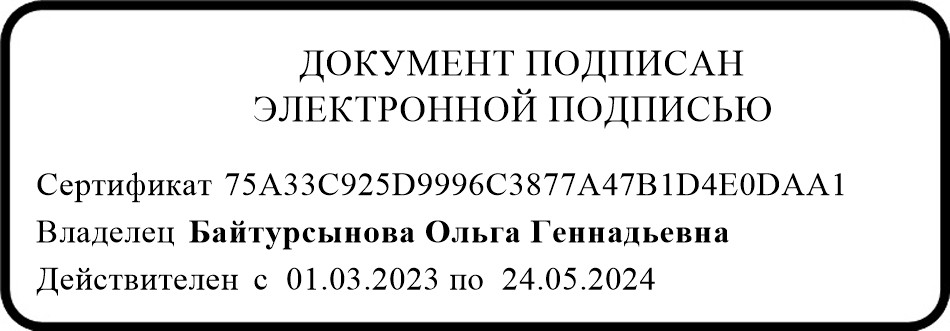 ДОКУМЕНТ ПОДПИСАН
ЭЛЕКТРОННОЙ ПОДПИСЬЮ
Сертификат 75A33C925D9996C3877A47B1D4E0DAA1
Владелец Байтурсынова Ольга Геннадьевна
Действителен с 01.03.2023 по 24.05.2024